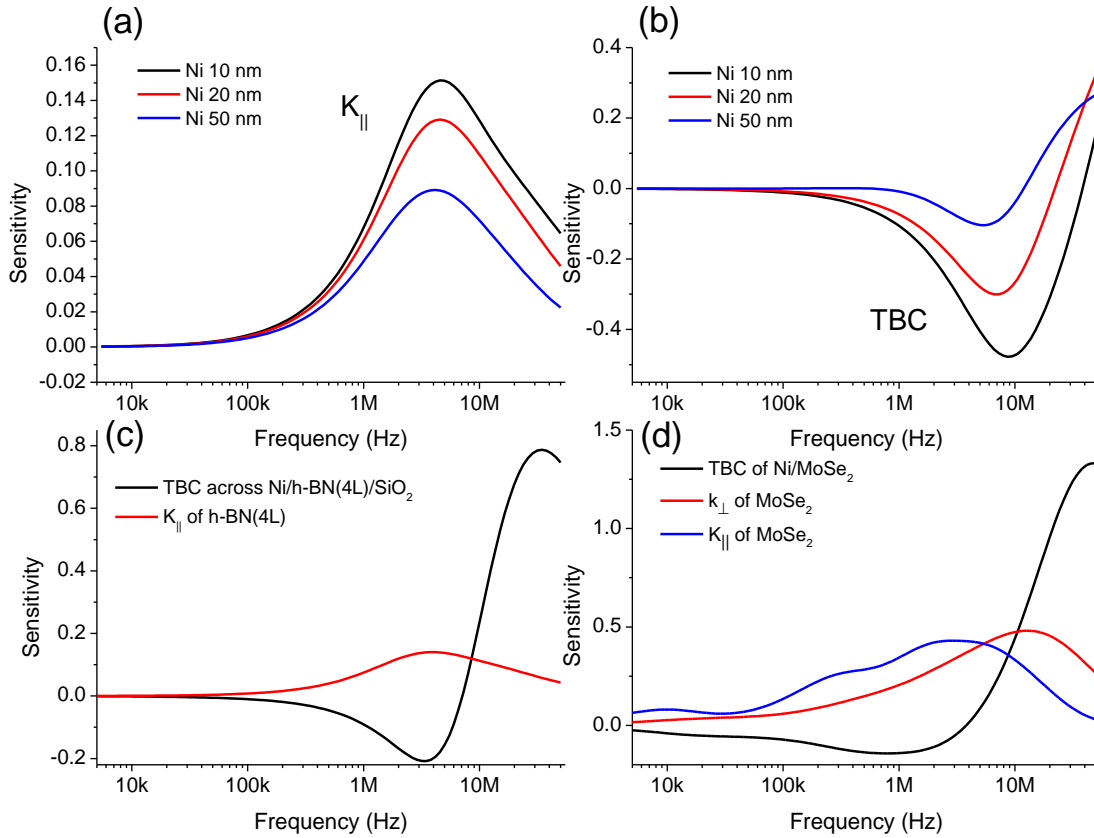 (a)
0.16
0.14
0.12
0.10
0.08
0.06
0.04
0.02
0.00
-0.02
Sensitivity
Ni 10 nm
Ni 20 nm
Ni 50 nm
K||
10k 100k 1M 10M
Frequency (Hz)
(b)
0.4
0.2
0.0
-0.2
-0.4
Sensitivity
Ni 10 nm
Ni 20 nm
Ni 50 nm
TBC
10k 100k 1M 10M
Frequency (Hz)
(c)
0.8
0.6
0.4
0.2
0.0
-0.2
Sensitivity
TBC across Ni/h-BN(4L)/SiO₂
K|| of h-BN(4L)
10k 100k 1M 10M
Frequency (Hz)
(d)
1.5
1.0
0.5
0.0
Sensitivity
TBC of Ni/MoSe₂
k⊥ of MoSe₂
K|| of MoSe₂
10k 100k 1M 10M
Frequency (Hz)